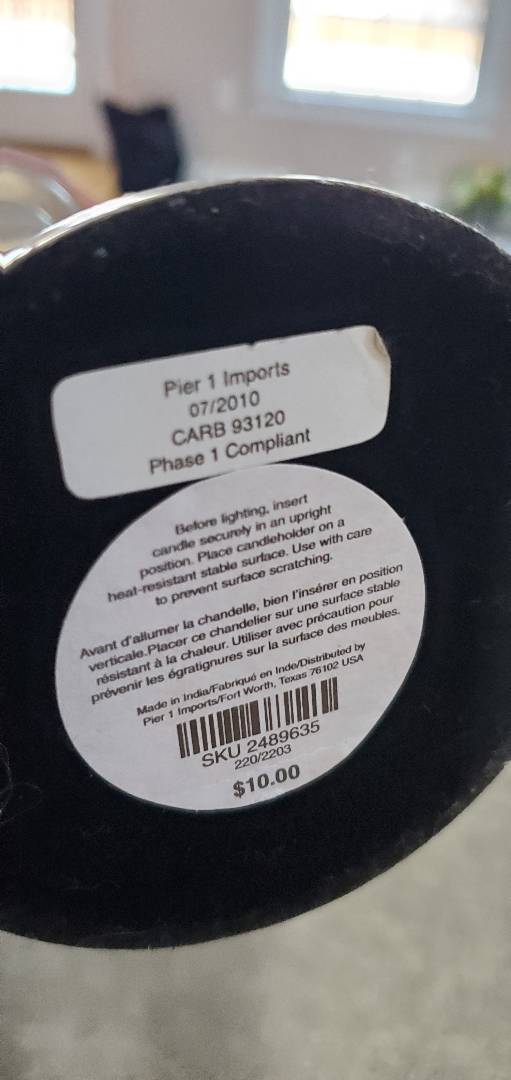 Pier 1 Imports
07/2010
CARB 93120
Phase 1 Compliant
Before lighting, insert
candle securely in an upright
position. Place candleholder on a
heat-resistant stable surface. Use with care
to prevent surface scratching.
Avant d'allumer la chandelle, bien l'insérer en position
verticale.Placer ce chandelier sur une surface stable
résistant à la chaleur. Utiliser avec précaution pour
prévenir les égratignures sur la surface des meubles.
Made in India/Fabriqué en Inde/Distributed by
Pier 1 Imports/Fort Worth, Texas 76102 USA
SKU 2489635
220/2203
$10.00